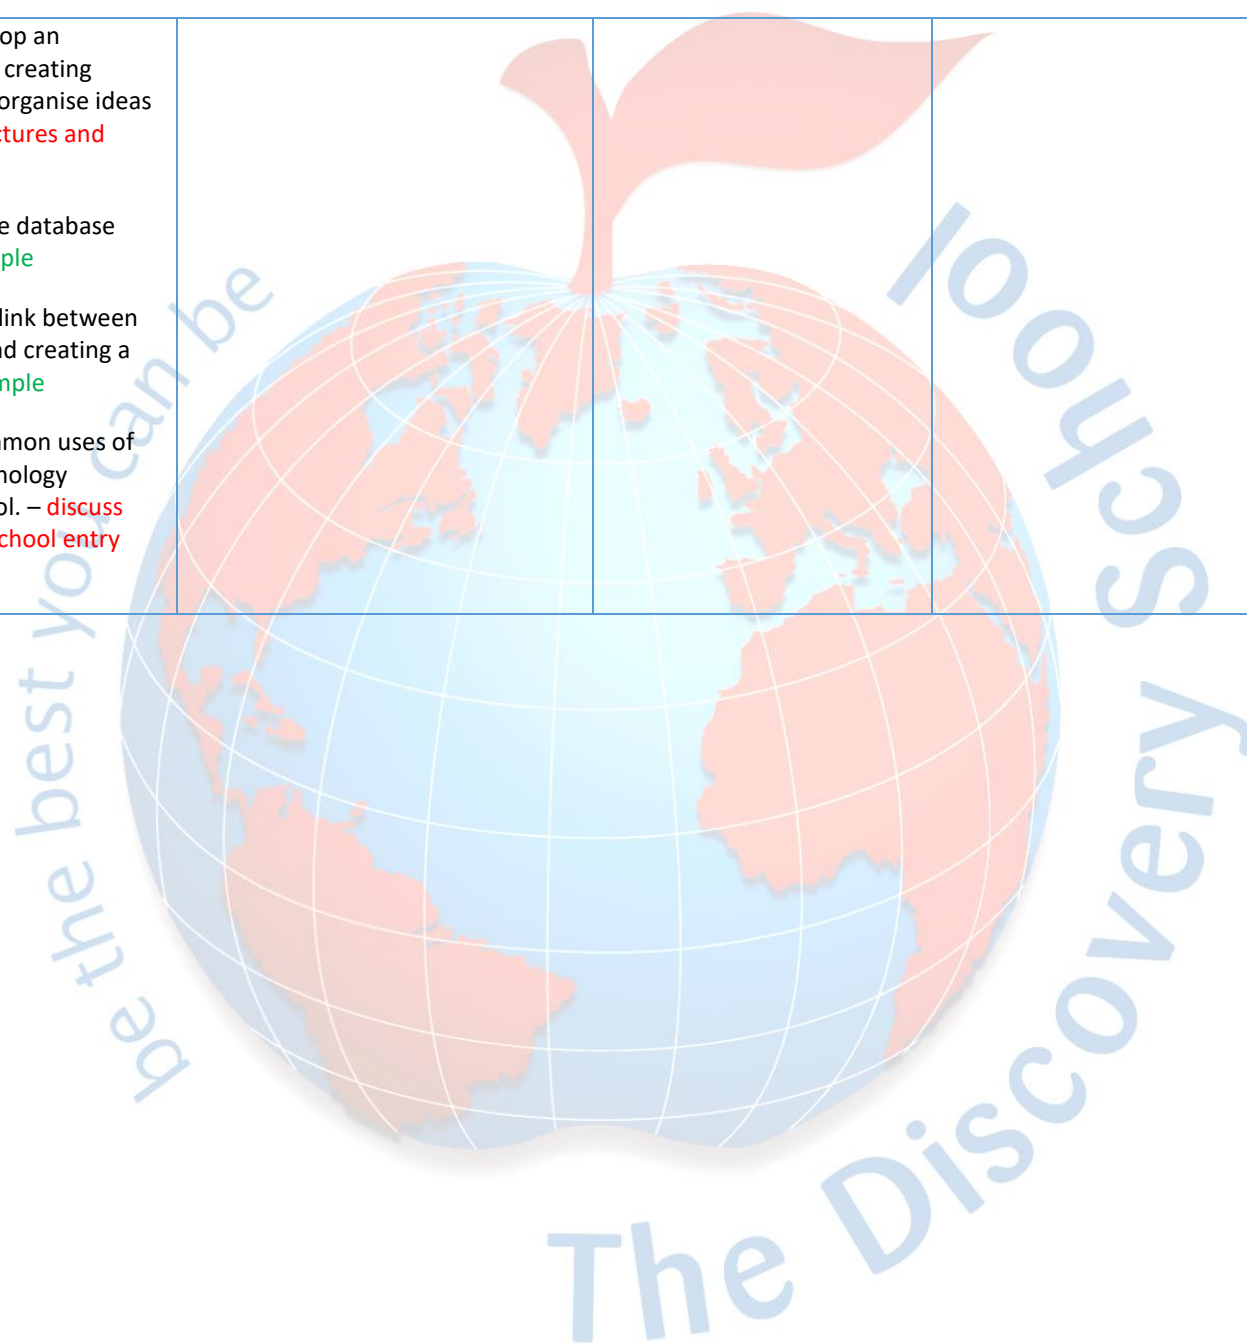 op an
creating
organise ideas
ctures and
e database
ple
link between
nd creating a
mple
mmon uses of
nology
ol. – discuss
chool entry
be the best you can be
The Discovery School